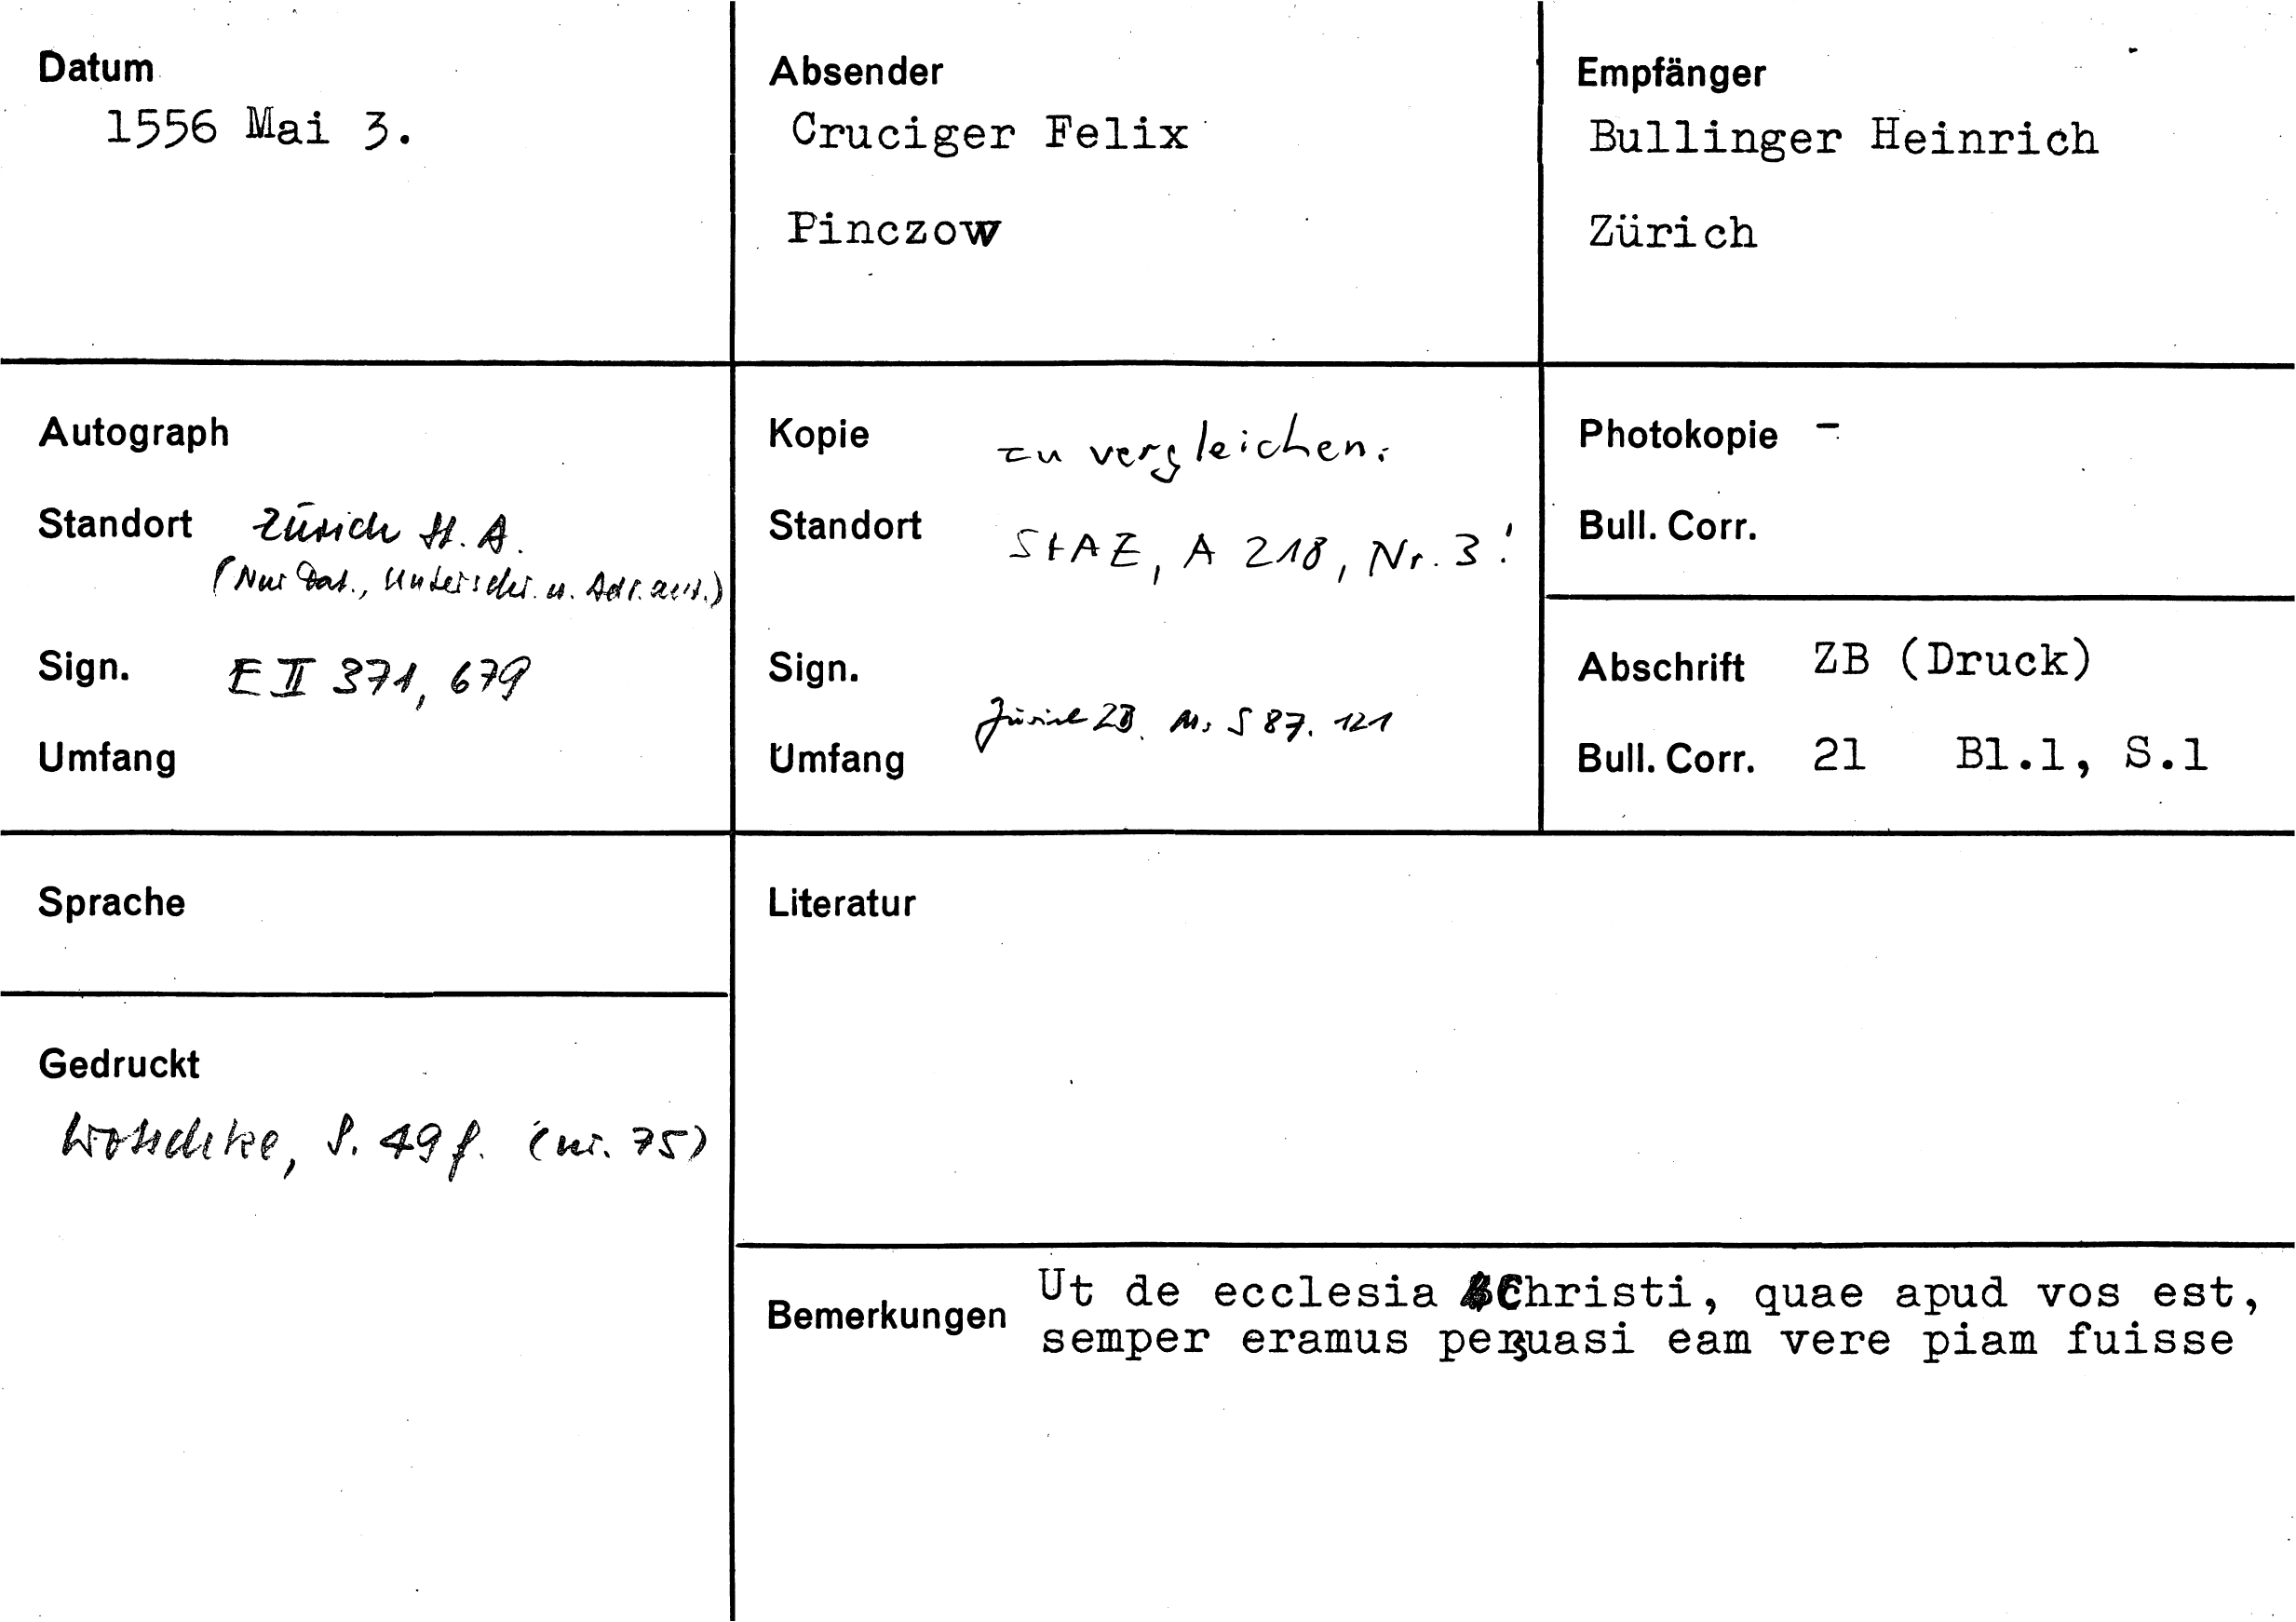 Datum
1556 Mai 3.
Absender
Cruciger Felix
Pinczow
Empfänger
Bullinger Heinrich
Zürich
Autograph
Standort Zürich St. A.
(Nur Dat., Unterschr. u. Adr. aut.)
Sign. E II 371, 679
Umfang
Kopie zu vergleichen:
Standort StAZ, A 218, Nr. 3!
Sign.
Zürich ZB. Ms S 87. 121
Umfang
Photokopie -
Bull. Corr.
Abschrift ZB (Druck)
Bull. Corr. 21 Bl.1, S.1
Sprache
Literatur
Gedruckt
Wotschke, S. 49 f. (nr. 75)
Bemerkungen
Ut de ecclesia Christi, quae apud vos est,
semper eramus persuasi eam vere piam fuisse